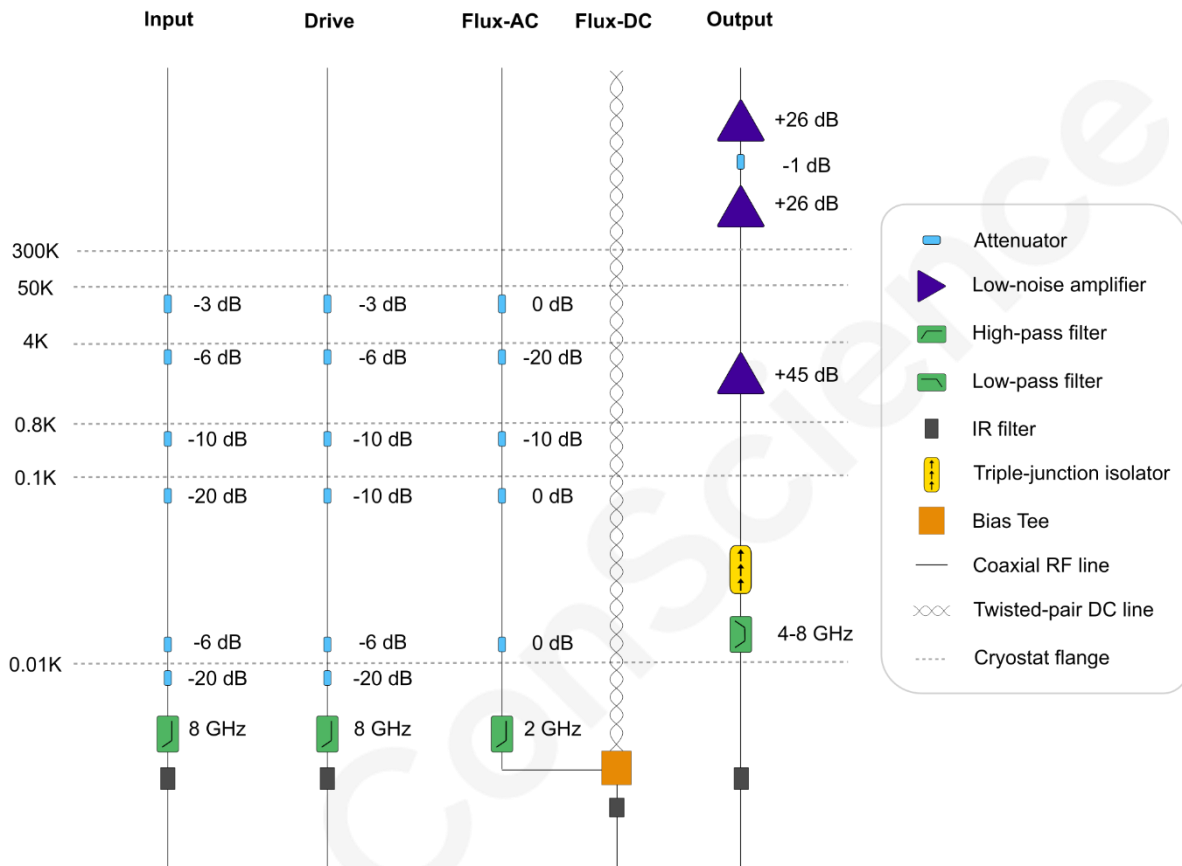 Input Drive Flux-AC Flux-DC Output
+26 dB
-1 dB
+26 dB
300K
50K
-3 dB -3 dB 0 dB
4K
-6 dB -6 dB -20 dB
+45 dB
0.8K
-10 dB -10 dB -10 dB
0.1K
-20 dB -10 dB 0 dB
4-8 GHz
-6 dB -6 dB 0 dB
0.01K
-20 dB -20 dB
8 GHz 8 GHz 2 GHz
Attenuator
Low-noise amplifier
High-pass filter
Low-pass filter
IR filter
Triple-junction isolator
Bias Tee
Coaxial RF line
Twisted-pair DC line
Cryostat flange
ConScience